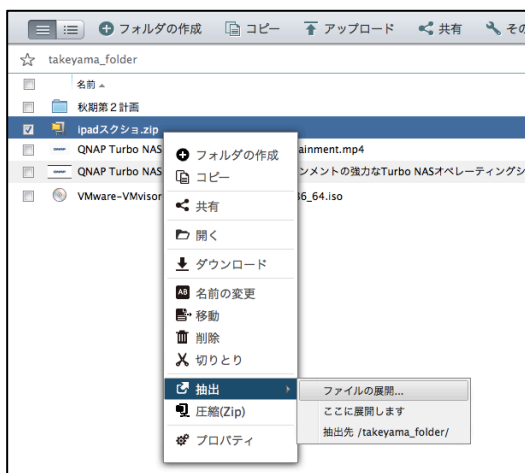 フォルダの作成 コピー アップロード 共有
takeyama_folder
名前
秋期第２計画
ipadスクショ.zip
QNAP Turbo NAS ainment.mp4
QNAP Turbo NAS ンメントの強力なTurbo NASオペレーティングシ
VMware-VMvisor 86_64.iso
フォルダの作成
コピー
共有
開く
ダウンロード
名前の変更
移動
削除
切りとり
抽出
圧縮(Zip)
プロパティ
ファイルの展開...
ここに展開します
抽出先 /takeyama_folder/